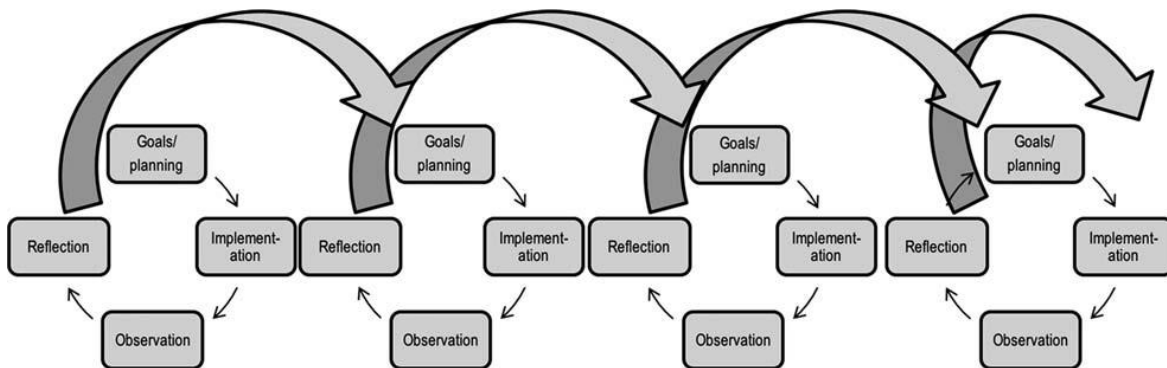 Goals/
planning
Reflection
Implement-
ation
Observation
Goals/
planning
Reflection
Implement-
ation
Observation
Goals/
planning
Reflection
Implement-
ation
Observation
Goals/
planning
Reflection
Implement-
ation
Observation